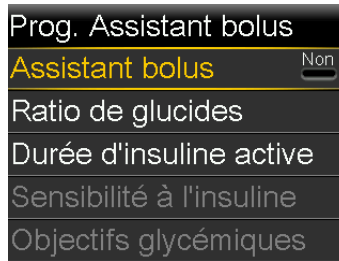 Prog. Assistant bolus
Assistant bolus Non
Ratio de glucides
Durée d'insuline active
Sensibilité à l'insuline
Objectifs glycémiques